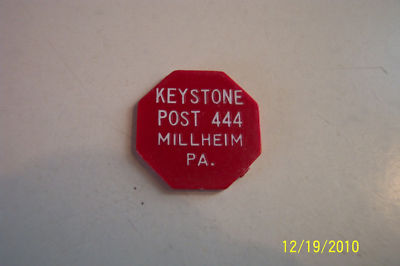 KEYSTONE
POST 444
MILLHEIM
PA.
12/19/2010